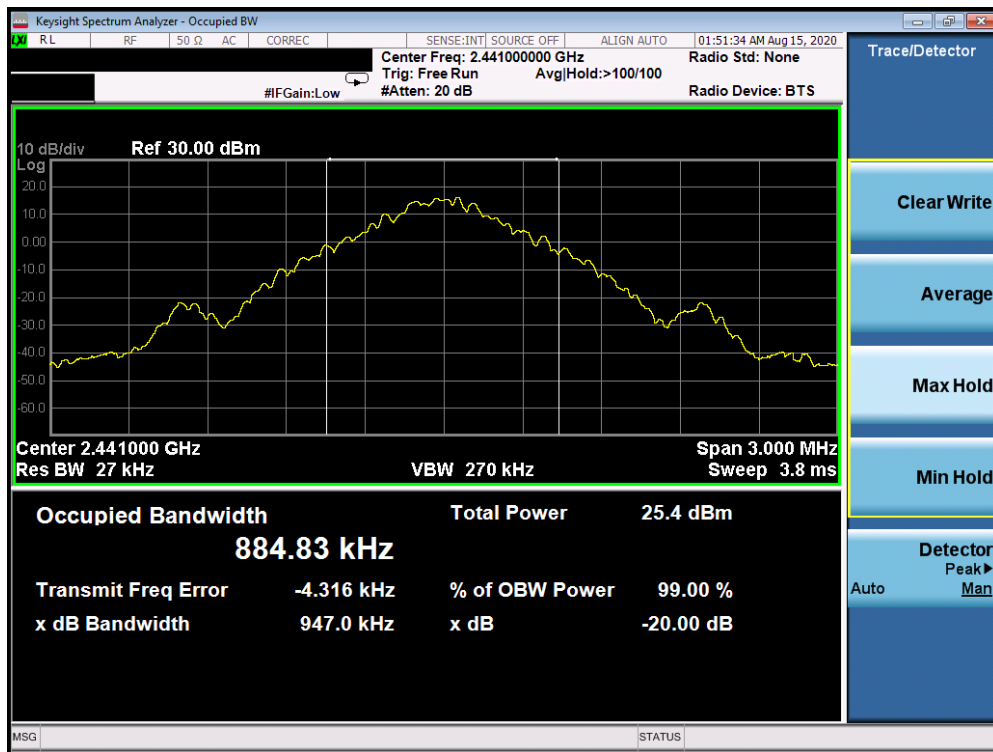 Keysight Spectrum Analyzer - Occupied BW
LXI RL RF 50 Ω AC CORREC SENSE:INT SOURCE OFF ALIGN AUTO 01:51:34 AM Aug 15, 2020
Center Freq: 2.441000000 GHz Radio Std: None
Trig: Free Run Avg|Hold:>100/100
#IFGain:Low #Atten: 20 dB Radio Device: BTS
Trace/Detector
10 dB/div Ref 30.00 dBm
Log
20.0
10.0
0.00
-10.0
-20.0
-30.0
-40.0
-50.0
-60.0
Center 2.441000 GHz Span 3.000 MHz
Res BW 27 kHz VBW 270 kHz Sweep 3.8 ms
Occupied Bandwidth Total Power 25.4 dBm
884.83 kHz
Transmit Freq Error -4.316 kHz % of OBW Power 99.00 %
x dB Bandwidth 947.0 kHz x dB -20.00 dB
Clear Write
Average
Max Hold
Min Hold
Detector
Peak▶
Auto Man
MSG STATUS